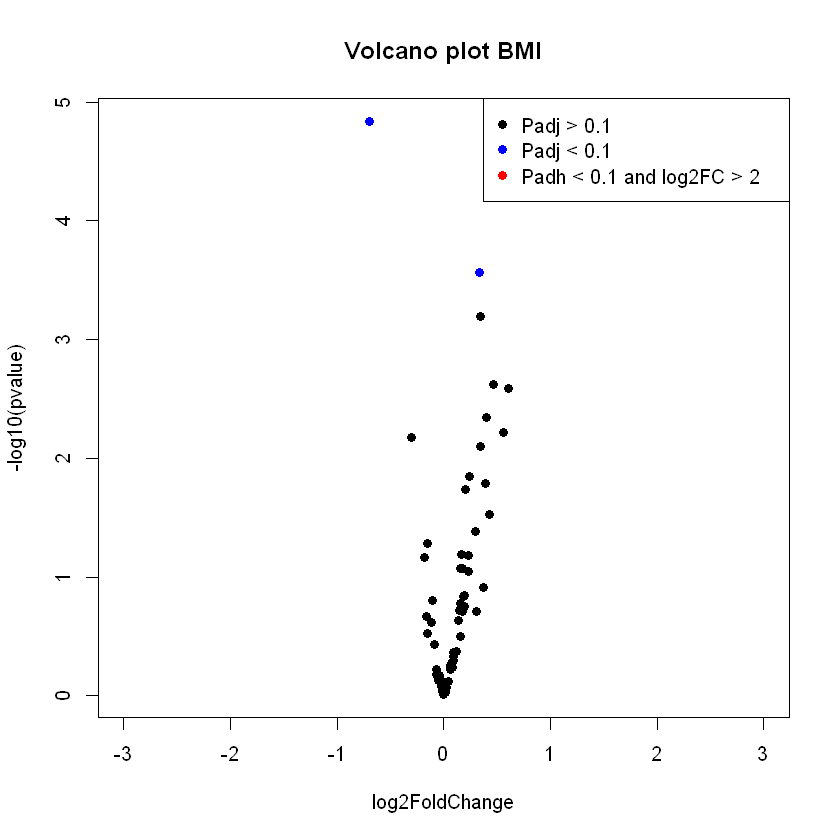 Volcano plot BMI
Padj > 0.1
Padj < 0.1
Padh < 0.1 and log2FC > 2
-log10(pvalue)
5
4
3
2
1
0
-3 -2 -1 0 1 2 3
log2FoldChange